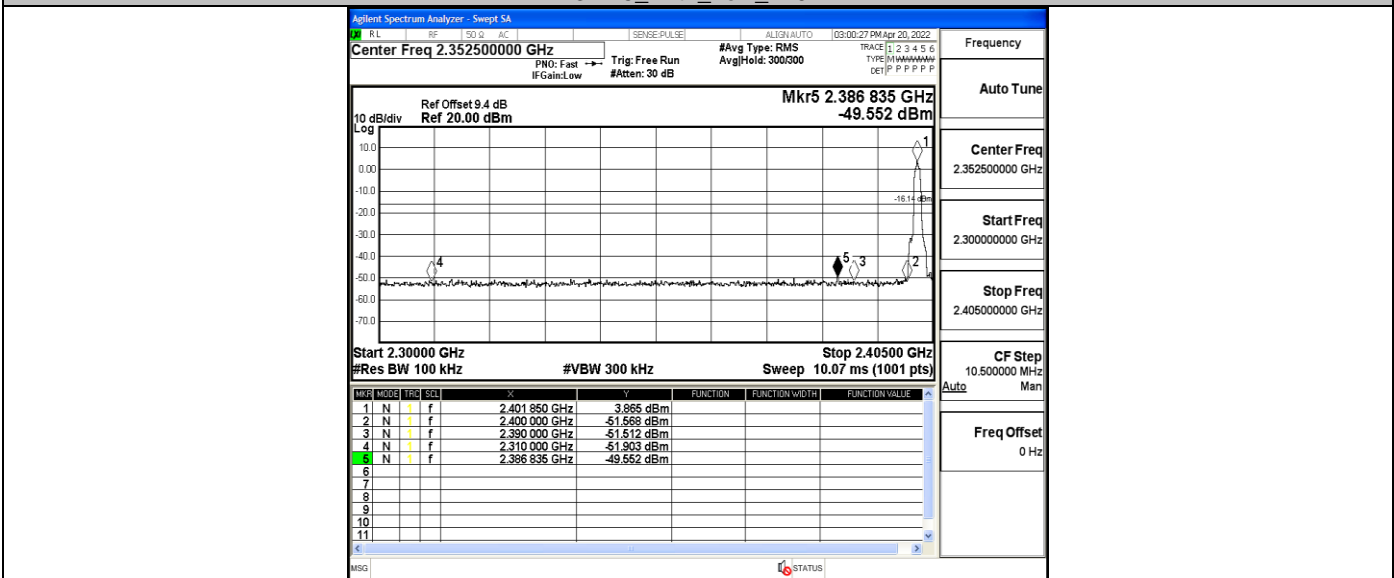 Agilent Spectrum Analyzer - Swept SA
RL RF 50 Ω AC SENSE:PULSE ALIGNAUTO 03:00:27 PM Apr 20, 2022
Center Freq 2.352500000 GHz
PNO: Fast
IFGain:Low
Trig: Free Run
#Atten: 30 dB
#Avg Type: RMS
Avg|Hold: 300/300
TRACE 1 2 3 4 5 6
TYPE M WWWWW
DET P P P P P P
Ref Offset 9.4 dB
Ref 20.00 dBm
10 dB/div
Log
Mkr5 2.386 835 GHz
-49.552 dBm
10.0
0.00
-10.0
-20.0
-30.0
-40.0
-50.0
-60.0
-70.0
1
-16.14 dBm
4
5
3
2
Start 2.30000 GHz
Stop 2.40500 GHz
#Res BW 100 kHz
#VBW 300 kHz
Sweep 10.07 ms (1001 pts)
MKR MODE TRC SCL X Y FUNCTION FUNCTION WIDTH FUNCTION VALUE
1 N 1 f 2.401 850 GHz 3.865 dBm
2 N 1 f 2.400 000 GHz -51.568 dBm
3 N 1 f 2.390 000 GHz -51.512 dBm
4 N 1 f 2.310 000 GHz -51.903 dBm
5 N 1 f 2.386 835 GHz -49.552 dBm
6
7
8
9
10
11
MSG
STATUS
Frequency
Auto Tune
Center Freq
2.352500000 GHz
Start Freq
2.300000000 GHz
Stop Freq
2.405000000 GHz
CF Step
10.500000 MHz
Auto Man
Freq Offset
0 Hz